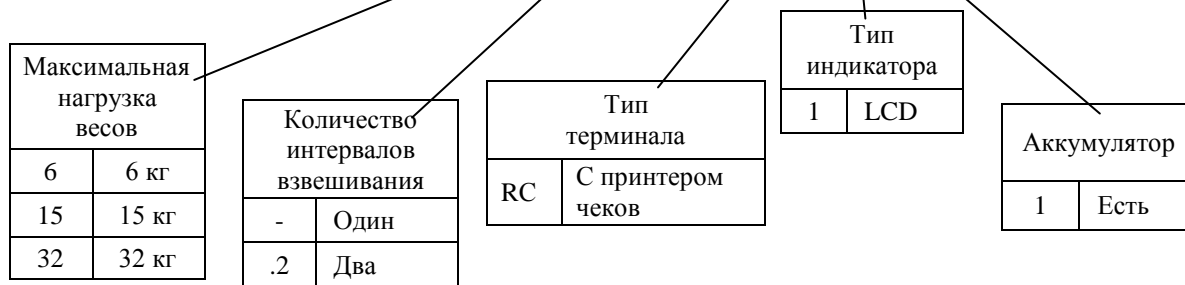 Максимальная
нагрузка
весов
6 6 кг
15 15 кг
32 32 кг
Количество
интервалов
взвешивания
- Один
.2 Два
Тип
терминала
RC С принтером
чеков
Тип
индикатора
1 LCD
Аккумулятор
1 Есть